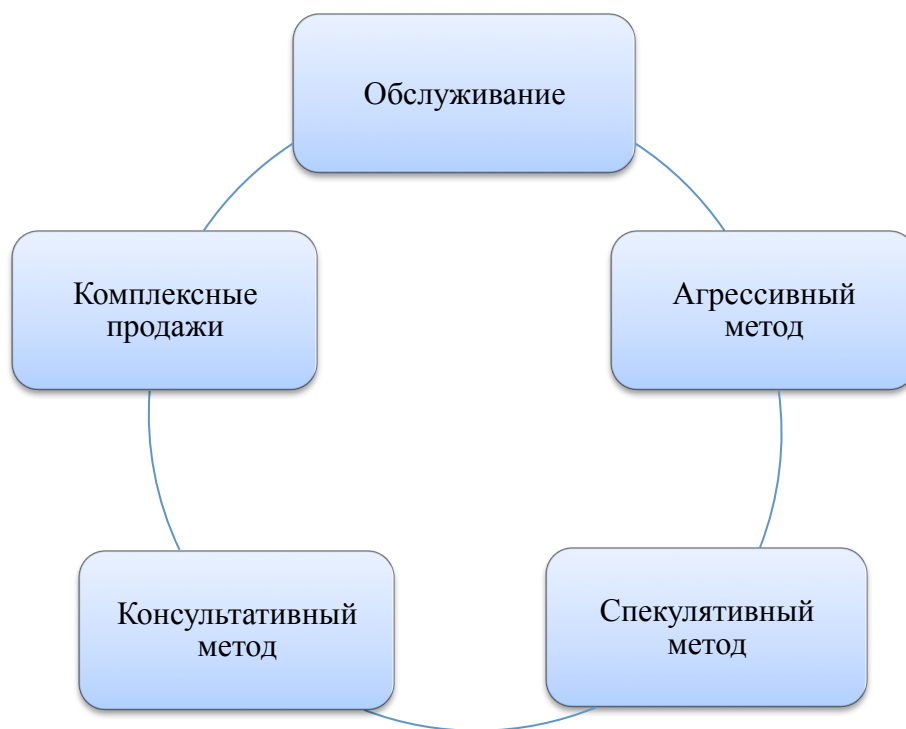 Обслуживание
Комплексные
продажи
Агрессивный
метод
Консультативный
метод
Спекулятивный
метод